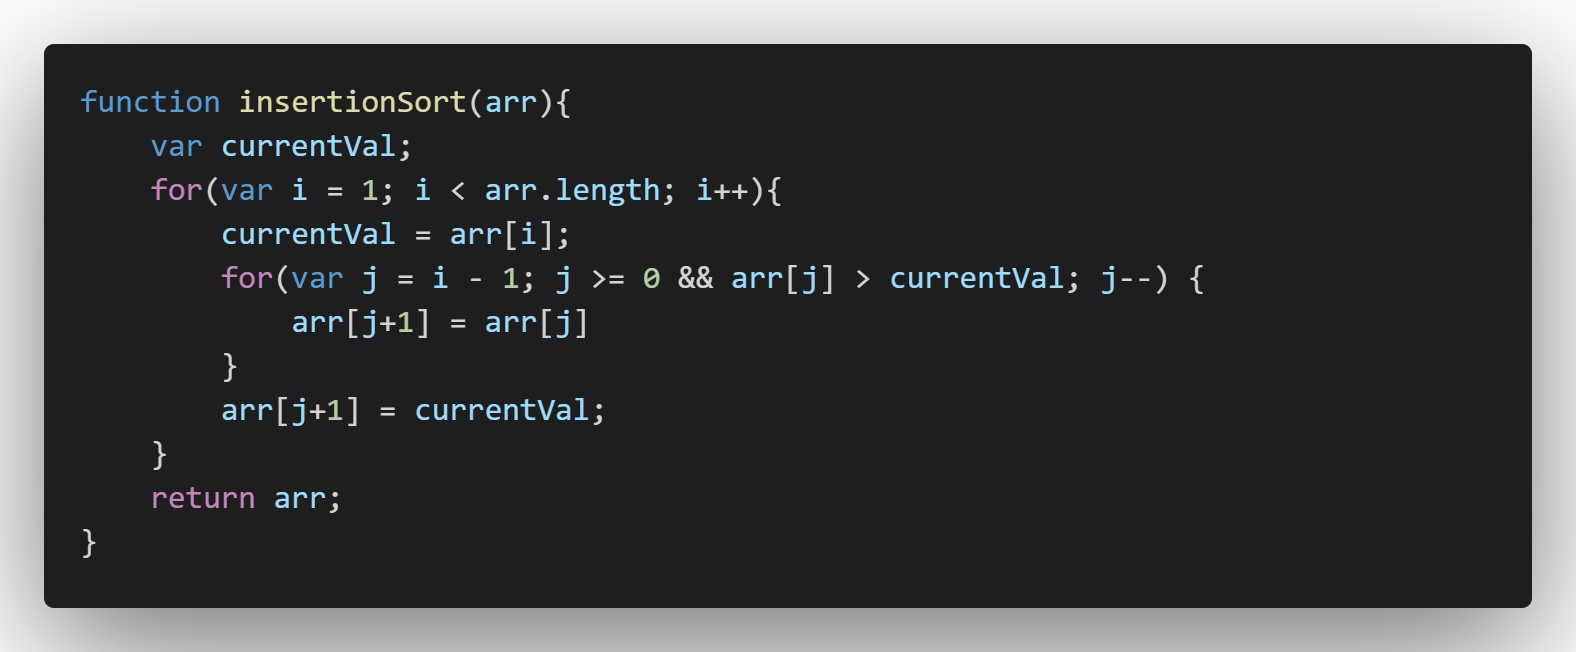 function insertionSort(arr){
    var currentVal;
    for(var i = 1; i < arr.length; i++){
        currentVal = arr[i];
        for(var j = i - 1; j >= 0 && arr[j] > currentVal; j--) {
            arr[j+1] = arr[j]
        }
        arr[j+1] = currentVal;
    }
    return arr;
}